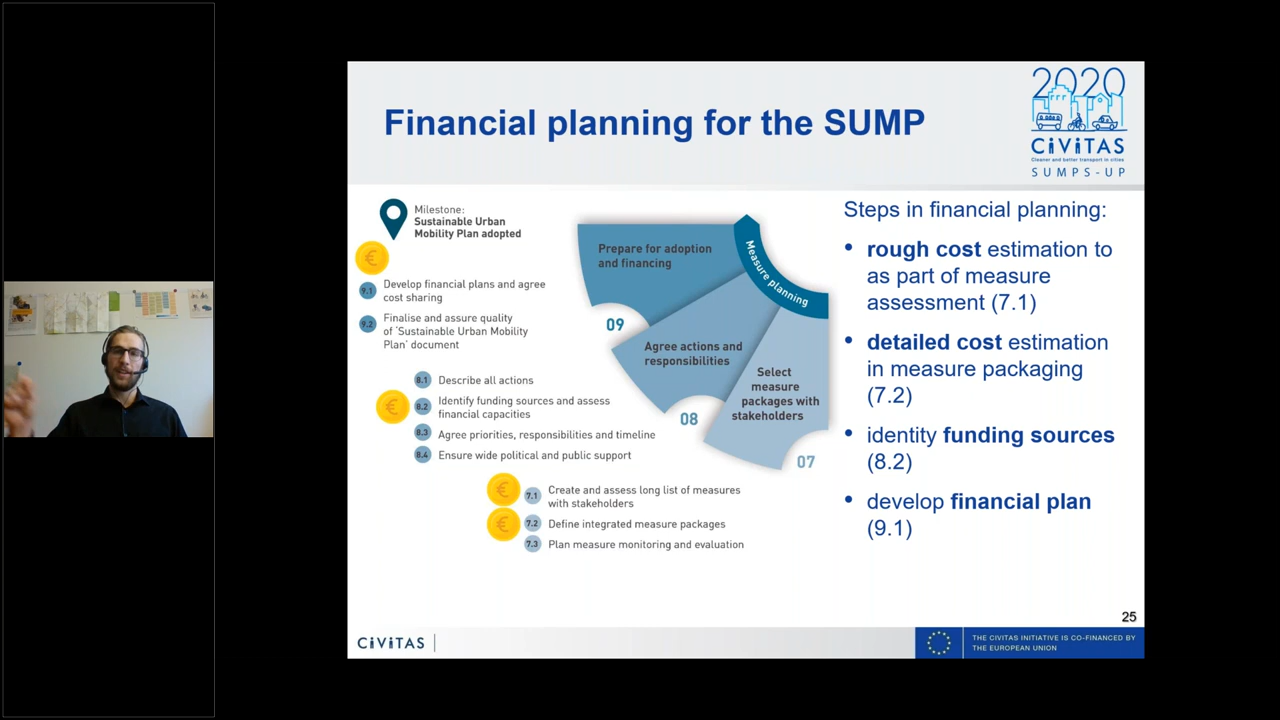 Financial planning for the SUMP
2020
CiViTAS
Cleaner and better transport in cities
SUMPS-UP
Milestone:
Sustainable Urban
Mobility Plan adopted
€
9.1 Develop financial plans and agree
cost sharing
9.2 Finalise and assure quality
of ‘Sustainable Urban Mobility
Plan’ document
8.1 Describe all actions
€ 8.2 Identify funding sources and assess
financial capacities
8.3 Agree priorities, responsibilities and timeline
8.4 Ensure wide political and public support
€ 7.1 Create and assess long list of measures
with stakeholders
€ 7.2 Define integrated measure packages
7.3 Plan measure monitoring and evaluation
Measure planning
Prepare for adoption
and financing
09
Agree actions and
responsibilities
08
Select
measure
packages with
stakeholders
07
Steps in financial planning:
• rough cost estimation to
as part of measure
assessment (7.1)
• detailed cost estimation
in measure packaging
(7.2)
• identity funding sources
(8.2)
• develop financial plan
(9.1)
25
CiViTAS
THE CIVITAS INITIATIVE IS CO-FINANCED BY
THE EUROPEAN UNION